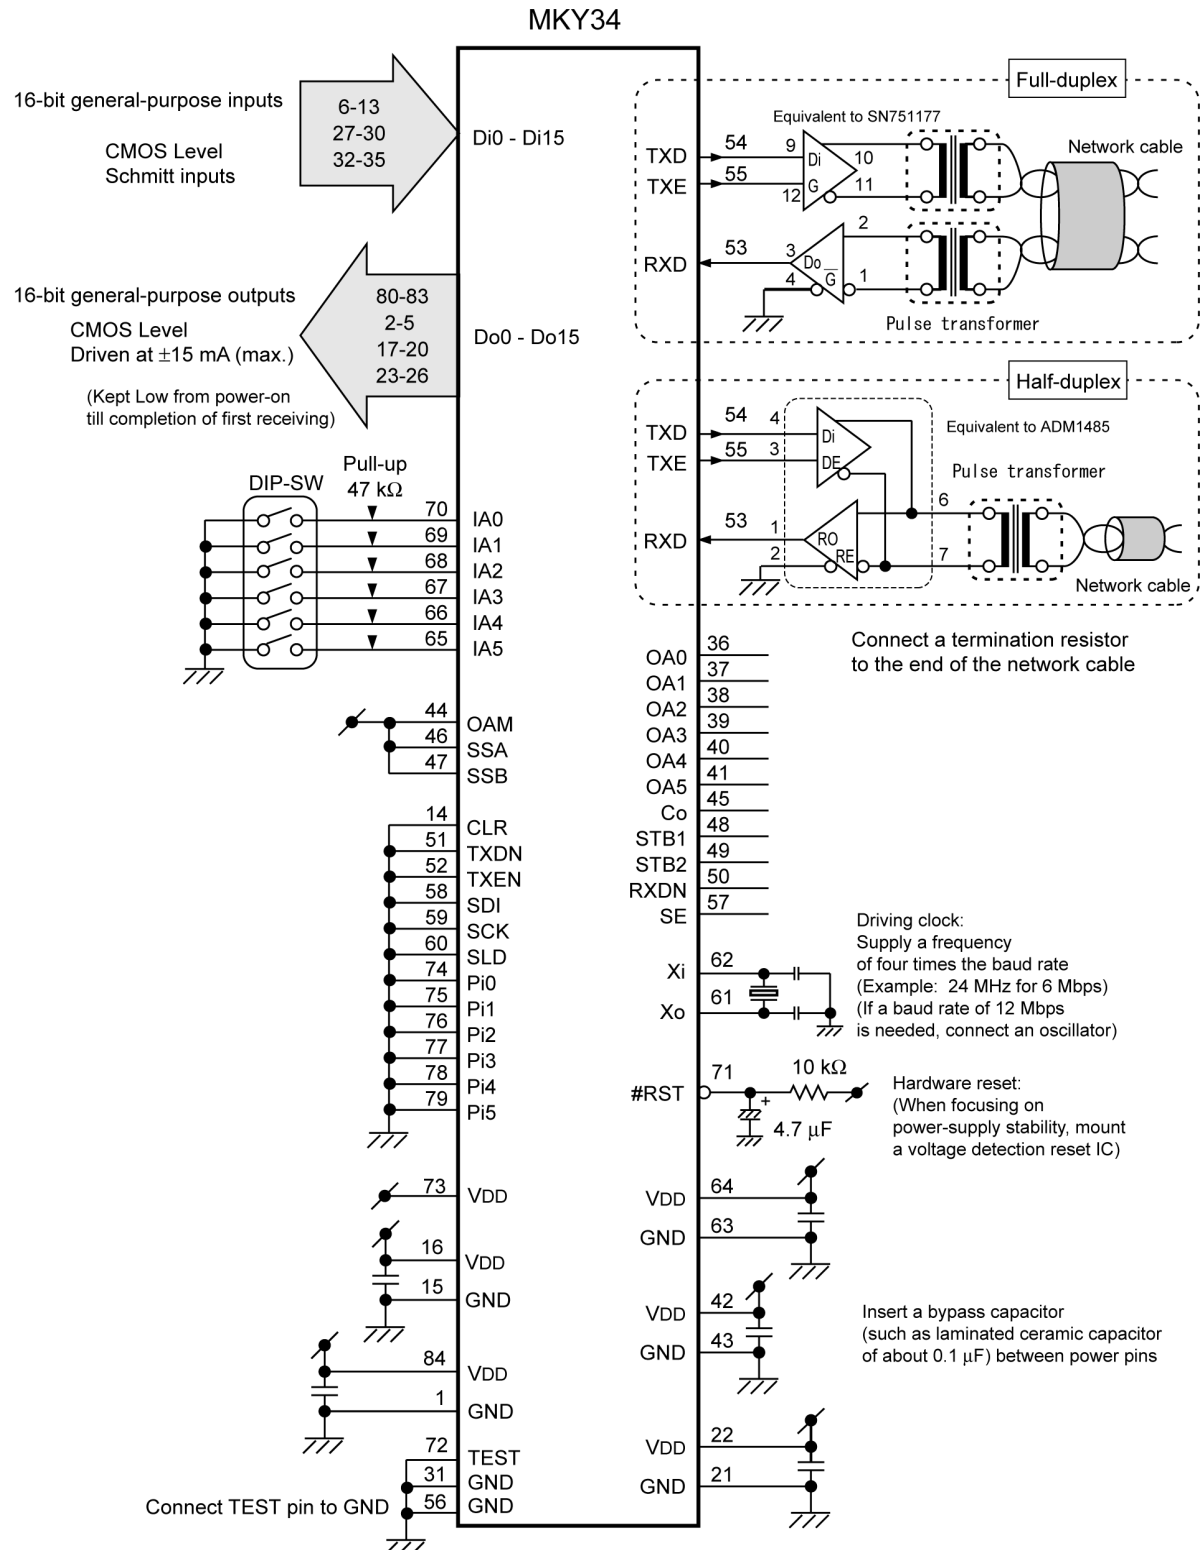 MKY34
16-bit general-purpose inputs
CMOS Level
Schmitt inputs
6-13
27-30
32-35
Di0 - Di15
16-bit general-purpose outputs
CMOS Level
Driven at ±15 mA (max.)
(Kept Low from power-on
till completion of first receiving)
80-83
2-5
17-20
23-26
Do0 - Do15
DIP-SW
Pull-up
47 kΩ
70 IA0
69 IA1
68 IA2
67 IA3
66 IA4
65 IA5
44 OAM
46 SSA
47 SSB
14 CLR
51 TXDN
52 TXEN
58 SDI
59 SCK
60 SLD
74 Pi0
75 Pi1
76 Pi2
77 Pi3
78 Pi4
79 Pi5
73 VDD
16 VDD
15 GND
84 VDD
1 GND
72 TEST
31 GND
56 GND
Connect TEST pin to GND
Full-duplex
Equivalent to SN751177
Network cable
TXD 54 9 Di 10
TXE 55 12 G 11
RXD 53 3 Do 2
4 G 1
Pulse transformer
Half-duplex
Equivalent to ADM1485
TXD 54 4 Di
TXE 55 3 DE
Pulse transformer
RXD 53 1 RO 6
2 RE 7
Network cable
Connect a termination resistor
to the end of the network cable
OA0 36
OA1 37
OA2 38
OA3 39
OA4 40
OA5 41
Co 45
STB1 48
STB2 49
RXDN 50
SE 57
Xi 62
Xo 61
Driving clock:
Supply a frequency
of four times the baud rate
(Example: 24 MHz for 6 Mbps)
(If a baud rate of 12 Mbps
is needed, connect an oscillator)
#RST 71
10 kΩ
+
4.7 μF
Hardware reset:
(When focusing on
power-supply stability, mount
a voltage detection reset IC)
VDD 64
GND 63
VDD 42
GND 43
Insert a bypass capacitor
(such as laminated ceramic capacitor
of about 0.1 μF) between power pins
VDD 22
GND 21